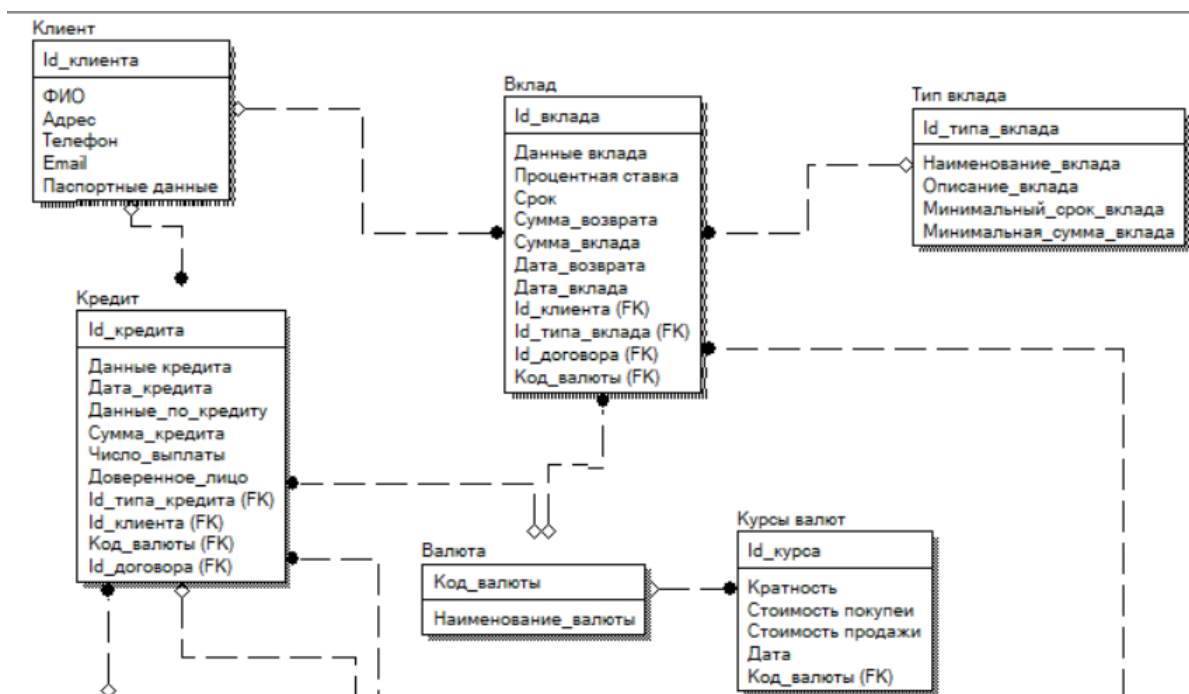 Клиент
Id_клиента
ФИО
Адрес
Телефон
Email
Паспортные данные
Вклад
Id_вклада
Данные вклада
Процентная ставка
Срок
Сумма_возврата
Сумма_вклада
Дата_возврата
Дата_вклада
Id_клиента (FK)
Id_типа_вклада (FK)
Id_договора (FK)
Код_валюты (FK)
Тип вклада
Id_типа_вклада
Наименование_вклада
Описание_вклада
Минимальный_срок_вклада
Минимальная_сумма_вклада
Кредит
Id_кредита
Данные кредита
Дата_кредита
Данные_по_кредиту
Сумма_кредита
Число_выплаты
Доверенное_лицо
Id_типа_кредита (FK)
Id_клиента (FK)
Код_валюты (FK)
Id_договора (FK)
Валюта
Код_валюты
Наименование_валюты
Курсы валют
Id_курса
Кратность
Стоимость покупеи
Стоимость продажи
Дата
Код_валюты (FK)